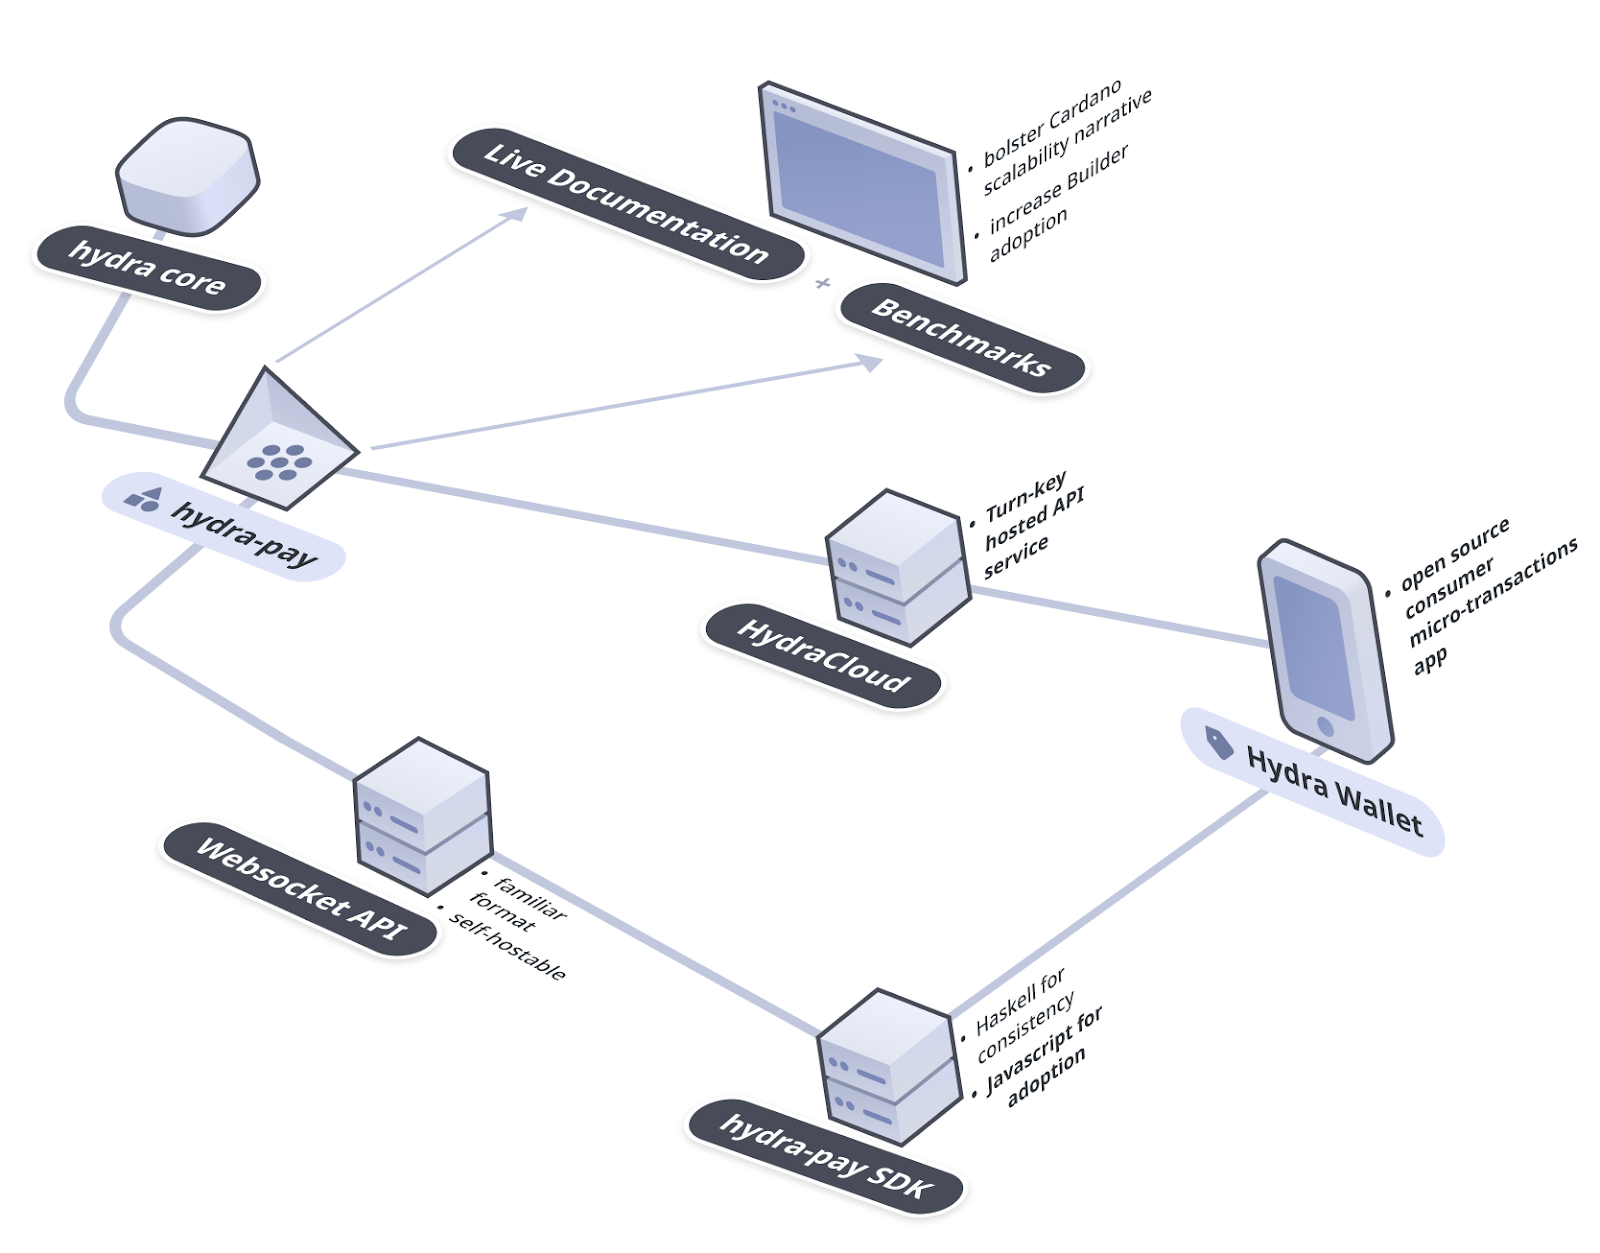 bolster Cardano
scalability narrative
increase Builder
adoption
Live Documentation
+
Benchmarks
hydra core
hydra-pay
Turn-key
hosted API
service
HydraCloud
open source
consumer
micro-transactions
app
Hydra Wallet
Websocket API
familiar
format
self-hostable
Haskell for
consistency
Javascript for
adoption
hydra-pay SDK